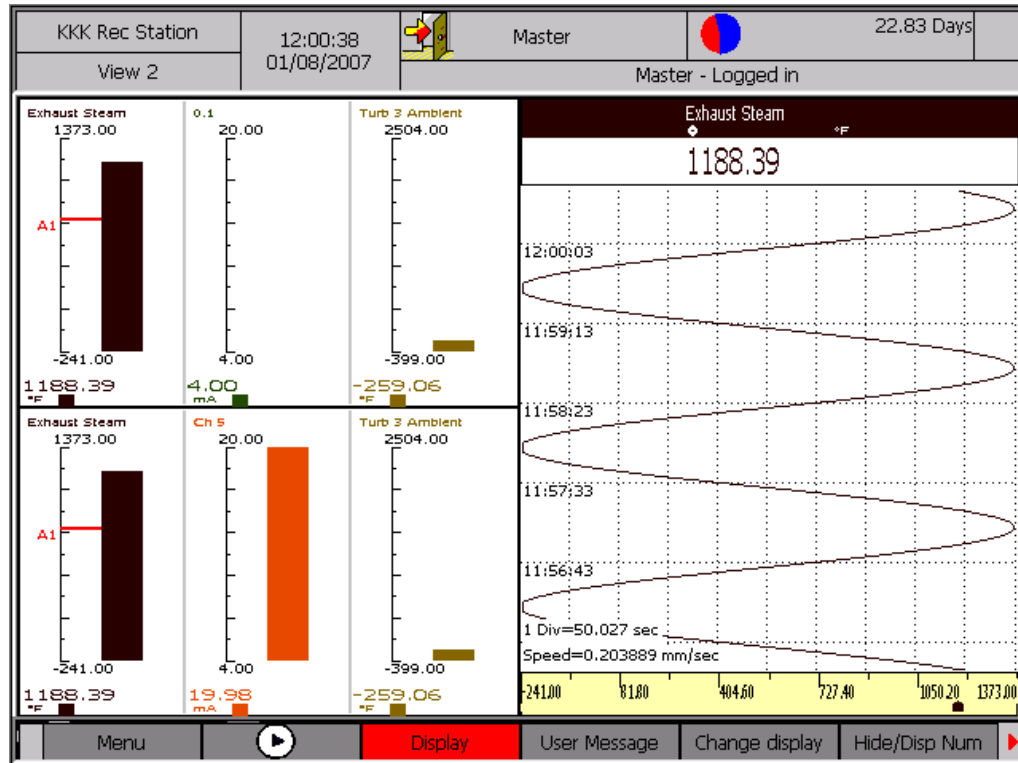 KKK Rec Station
View 2
12:00:38
01/08/2007
Master
22.83 Days
Master - Logged in
Exhaust Steam
1373.00
A1
-241.00
1188.39
°F
0.1
20.00
4.00
4.00
mA
Turb 3 Ambient
2504.00
-399.00
-259.06
°F
Exhaust Steam
1373.00
A1
-241.00
1188.39
°F
Ch 5
20.00
4.00
19.98
mA
Turb 3 Ambient
2504.00
-399.00
-259.06
°F
Exhaust Steam
°F
1188.39
12:00:03
11:59:13
11:58:23
11:57:33
11:56:43
1 Div=50.027 sec
Speed=0.203889 mm/sec
-241.00 81.80 404.60 727.40 1050.20 1373.00
Menu Display User Message Change display Hide/Disp Num